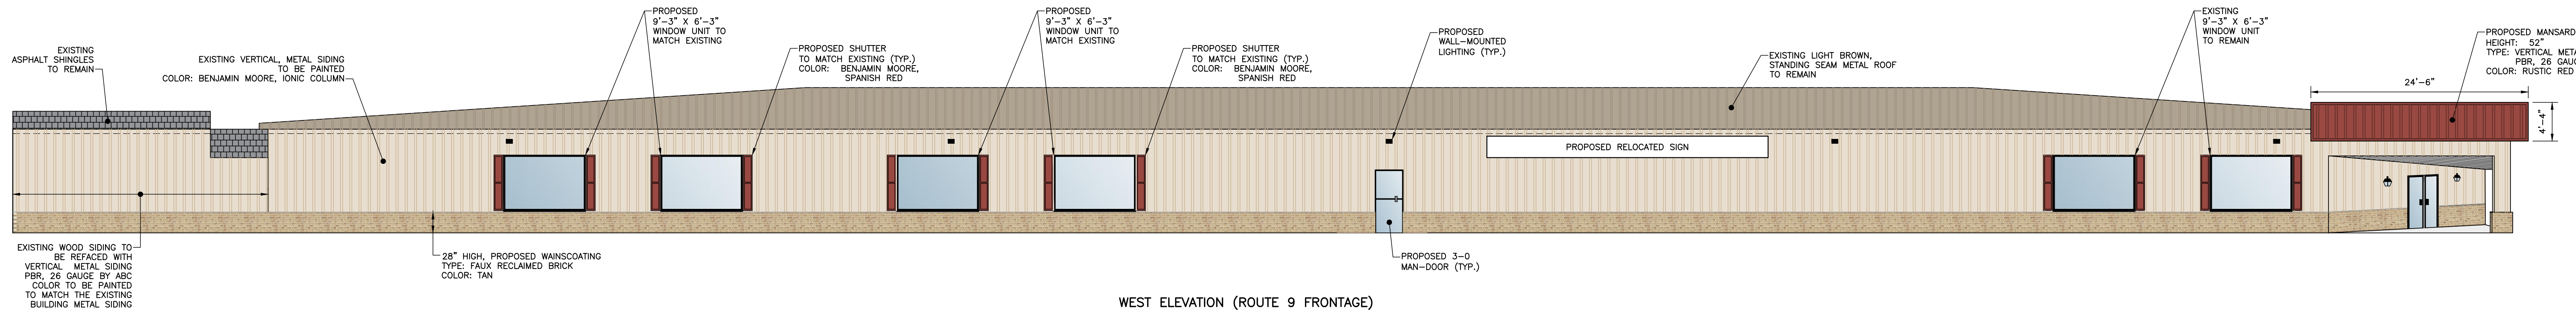 EXISTING
ASPHALT SHINGLES
TO REMAIN
EXISTING VERTICAL, METAL SIDING
TO BE PAINTED
COLOR: BENJAMIN MOORE, IONIC COLUMN
PROPOSED
9'-3" X 6'-3"
WINDOW UNIT TO
MATCH EXISTING
PROPOSED SHUTTER
TO MATCH EXISTING (TYP.)
COLOR: BENJAMIN MOORE,
SPANISH RED
PROPOSED
9'-3" X 6'-3"
WINDOW UNIT TO
MATCH EXISTING
PROPOSED SHUTTER
TO MATCH EXISTING (TYP.)
COLOR: BENJAMIN MOORE,
SPANISH RED
PROPOSED
WALL-MOUNTED
LIGHTING (TYP.)
EXISTING LIGHT BROWN,
STANDING SEAM METAL ROOF
TO REMAIN
EXISTING
9'-3" X 6'-3"
WINDOW UNIT
TO REMAIN
PROPOSED MANSARD
HEIGHT: 52"
TYPE: VERTICAL META
PBR, 26 GAUG
COLOR: RUSTIC RED
24'-6"
4'-4"
PROPOSED RELOCATED SIGN
EXISTING WOOD SIDING TO
BE REFACED WITH
VERTICAL METAL SIDING
PBR, 26 GAUGE BY ABC
COLOR TO BE PAINTED
TO MATCH THE EXISTING
BUILDING METAL SIDING
28" HIGH, PROPOSED WAINSCOATING
TYPE: FAUX RECLAIMED BRICK
COLOR: TAN
PROPOSED 3-0
MAN-DOOR (TYP.)
WEST ELEVATION (ROUTE 9 FRONTAGE)